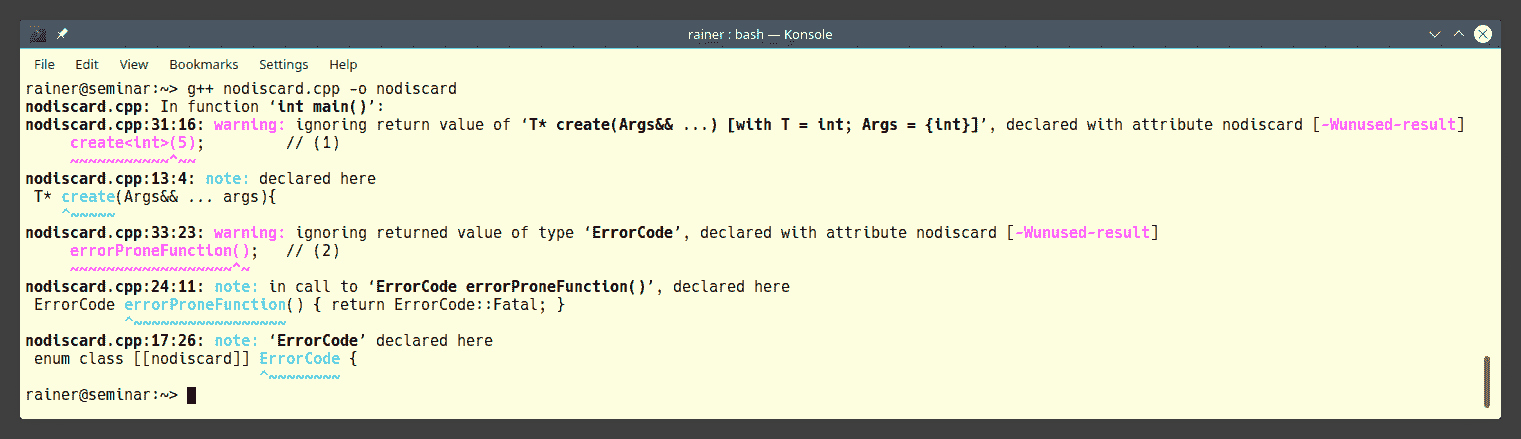 rainer : bash — Konsole
File Edit View Bookmarks Settings Help
rainer@seminar:~> g++ nodiscard.cpp -o nodiscard
nodiscard.cpp: In function ‘int main()’:
nodiscard.cpp:31:16: warning: ignoring return value of ‘T* create(Args&& ...) [with T = int; Args = {int}]’, declared with attribute nodiscard [-Wunused-result]
     create<int>(5);         // (1)
     ~~~~~~~~~~~^~~
nodiscard.cpp:13:4: note: declared here
 T* create(Args&& ... args){
    ^~~~~~
nodiscard.cpp:33:23: warning: ignoring returned value of type ‘ErrorCode’, declared with attribute nodiscard [-Wunused-result]
     errorProneFunction();   // (2)
     ~~~~~~~~~~~~~~~~~~^~
nodiscard.cpp:24:11: note: in call to ‘ErrorCode errorProneFunction()’, declared here
 ErrorCode errorProneFunction() { return ErrorCode::Fatal; }
           ^~~~~~~~~~~~~~~~~~
nodiscard.cpp:17:26: note: ‘ErrorCode’ declared here
 enum class [[nodiscard]] ErrorCode {
                          ^~~~~~~~~
rainer@seminar:~>